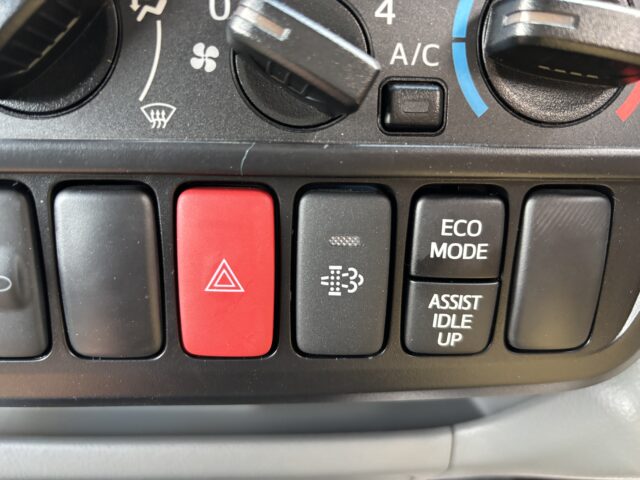 0
4
A/C
ECO
MODE
ASSIST
IDLE
UP